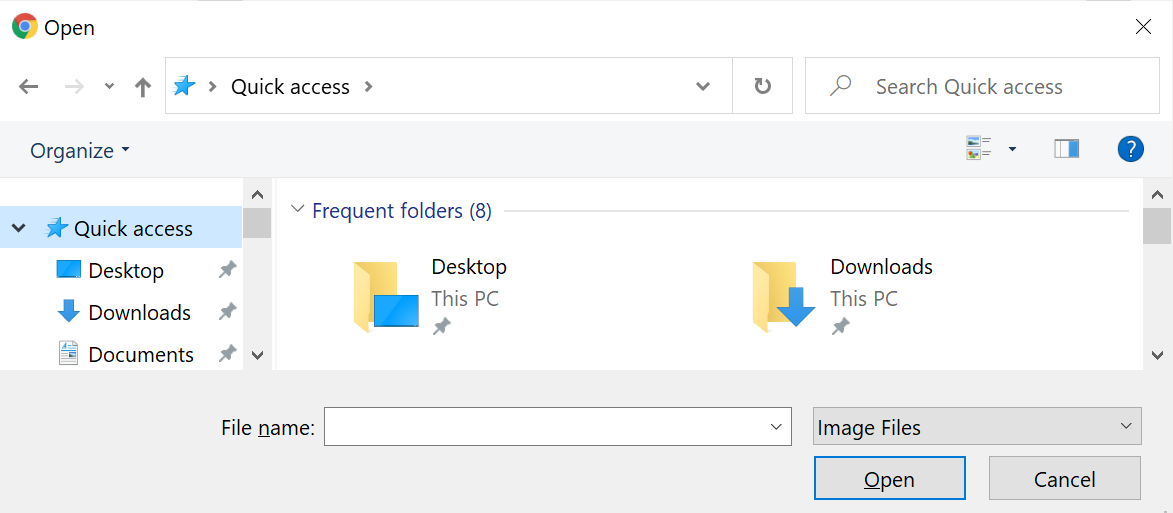 Open
Quick access
Search Quick access
Organize
?
Quick access
Desktop
Downloads
Documents
Frequent folders (8)
Desktop
This PC
Downloads
This PC
File name:
Image Files
Open
Cancel